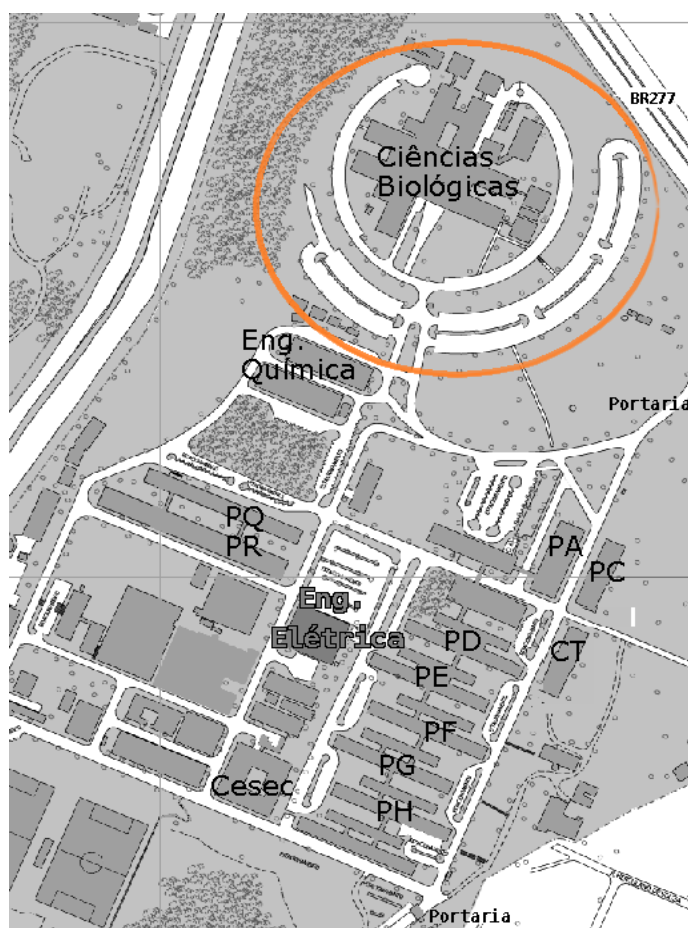 BR277
Ciências
Biológicas
Eng.
Química
Portaria
PQ
PR
PA
PC
Eng.
Elétrica
PD
CT
PE
PF
PG
Cesec
PH
Portaria